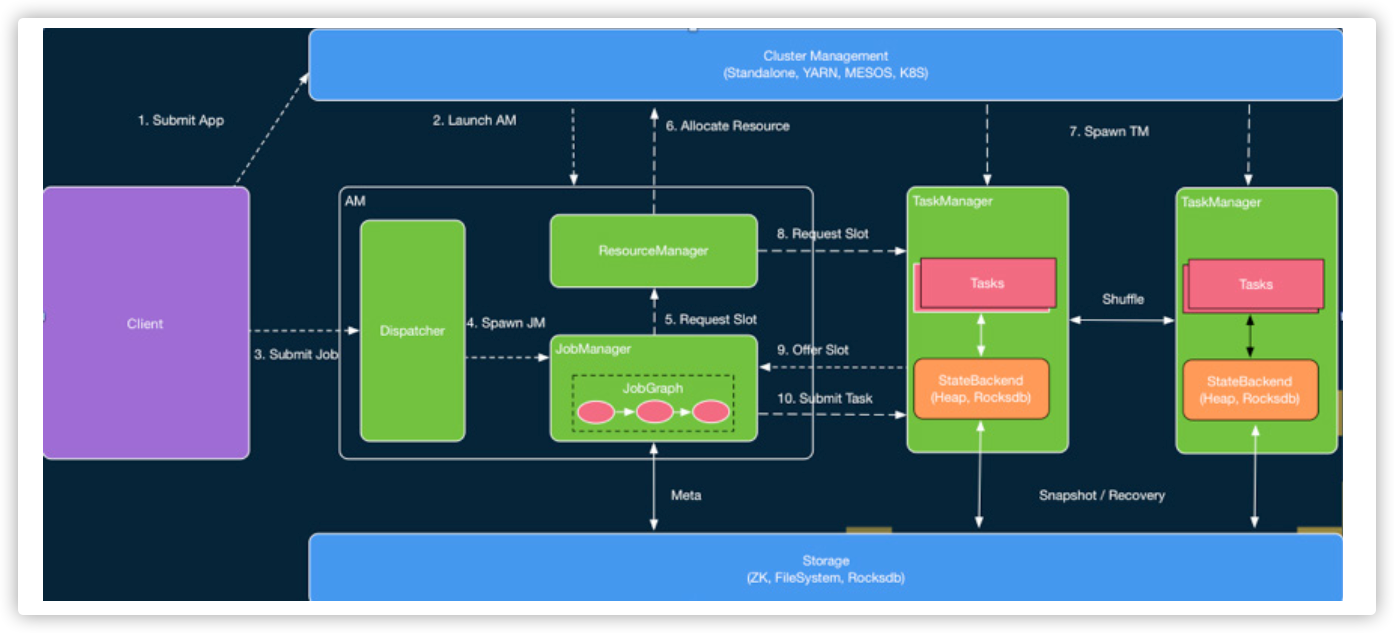 Cluster Management
(Standalone, YARN, MESOS, K8S)
1. Submit App
2. Launch AM
6. Allocate Resource
7. Spawn TM
Client
3. Submit Job
AM
Dispatcher
4. Spawn JM
ResourceManager
5. Request Slot
JobManager
JobGraph
8. Request Slot
9. Offer Slot
10. Submit Task
TaskManager
Tasks
StateBackend
(Heap, Rocksdb)
Shuffle
TaskManager
Tasks
StateBackend
(Heap, Rocksdb)
Meta
Snapshot / Recovery
Storage
(ZK, FileSystem, Rocksdb)